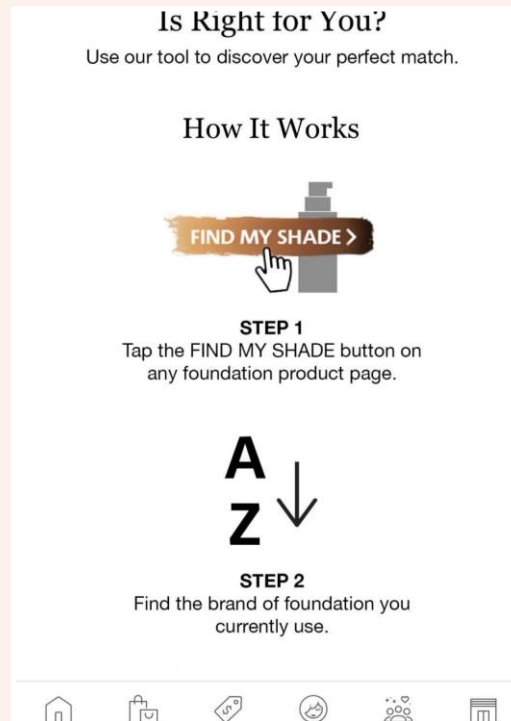 Is Right for You?
Use our tool to discover your perfect match.
How It Works
FIND MY SHADE >
STEP 1
Tap the FIND MY SHADE button on
any foundation product page.
A
Z
STEP 2
Find the brand of foundation you
currently use.